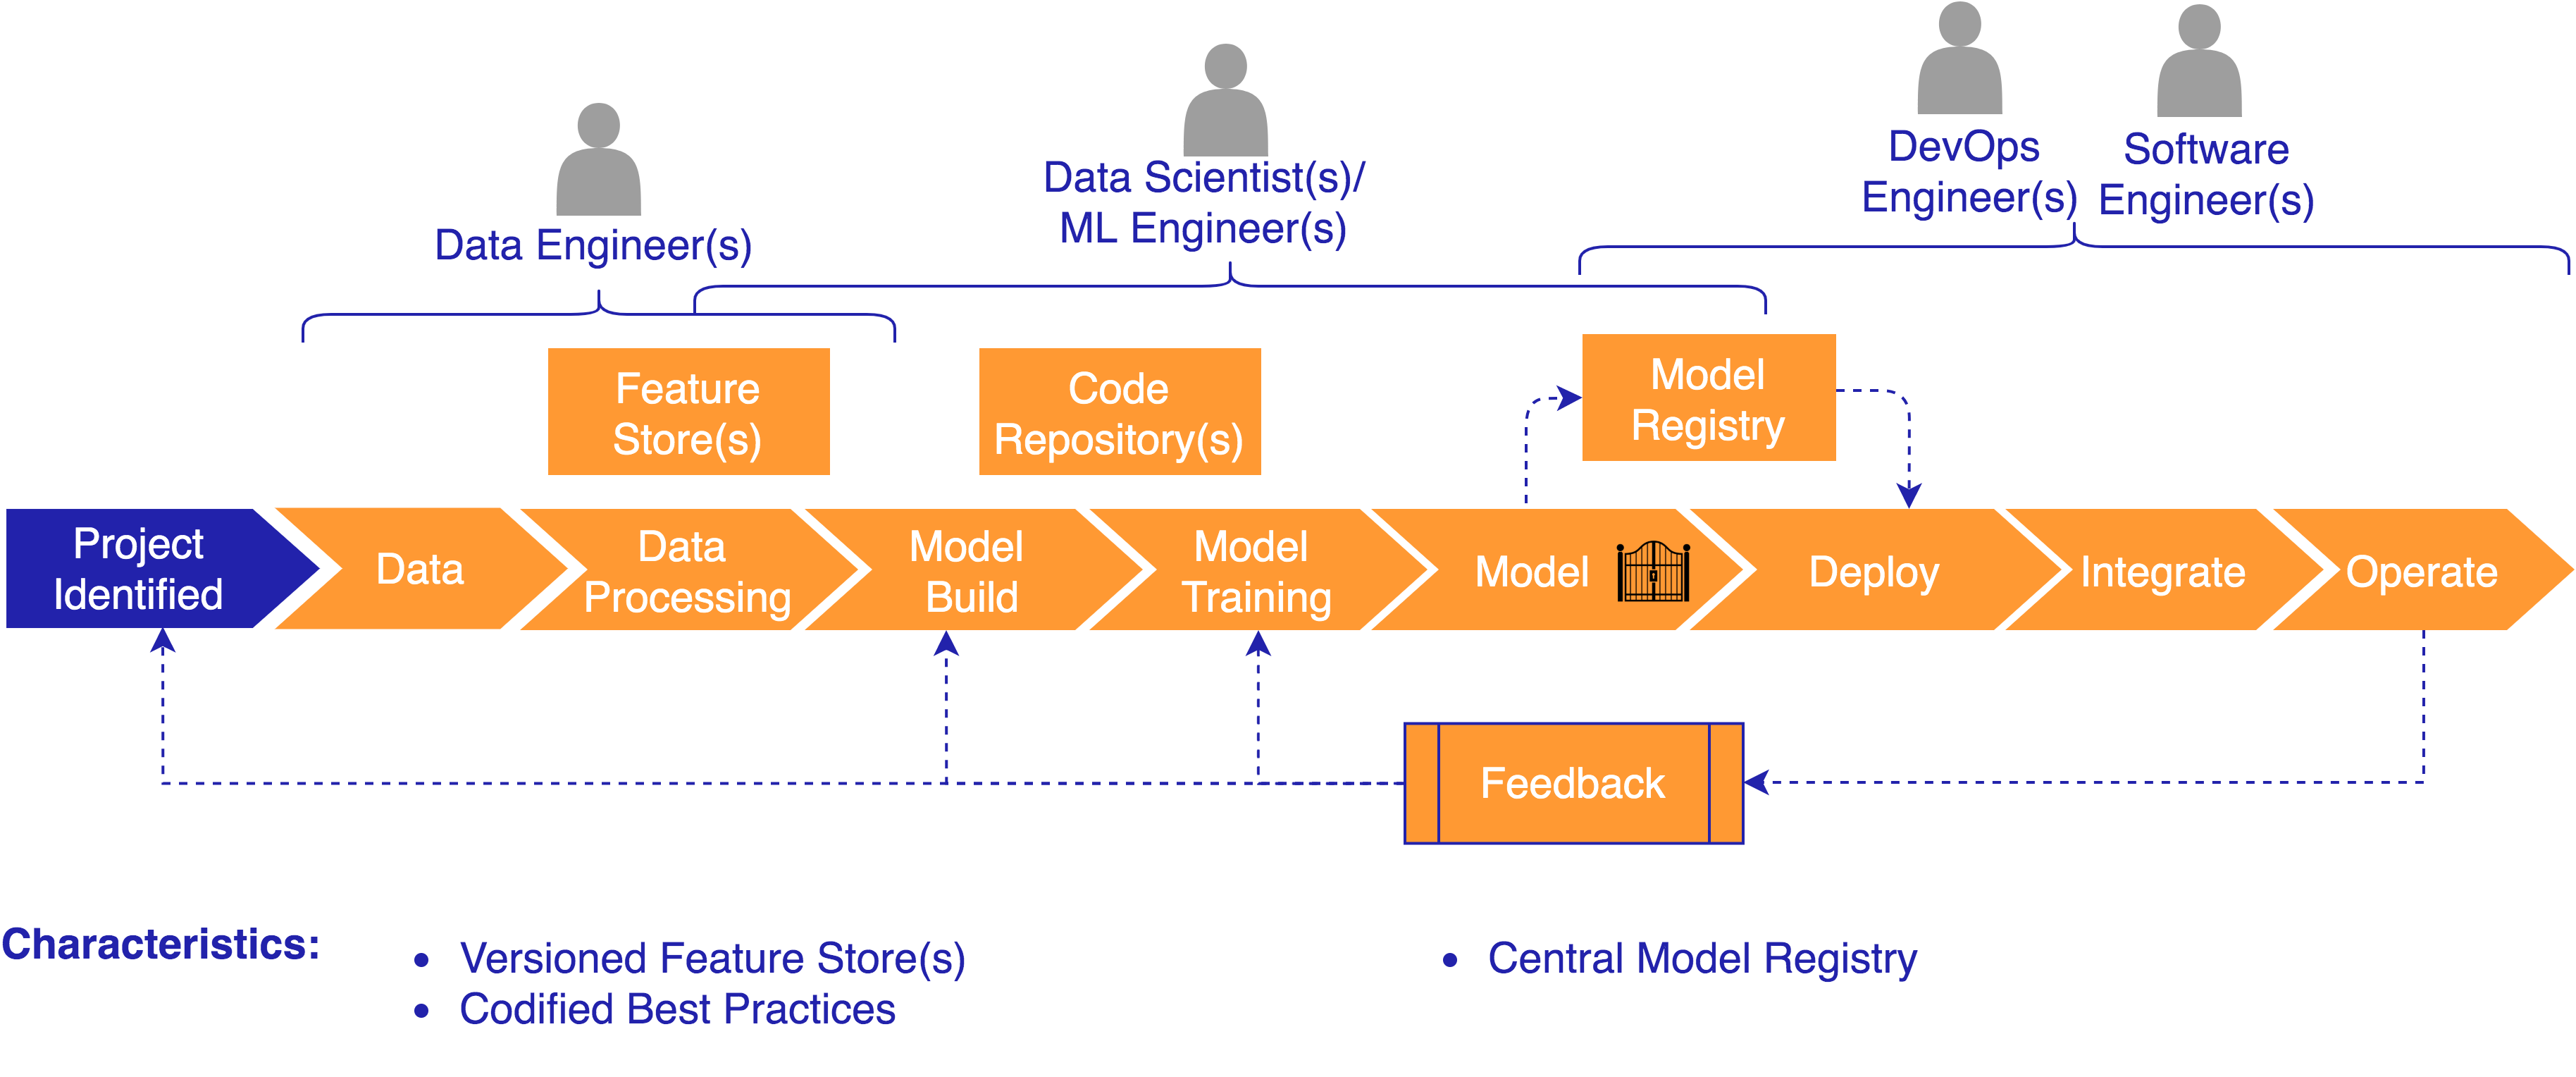 DevOps
Engineer(s)
Software
Engineer(s)
Data Scientist(s)/
ML Engineer(s)
Data Engineer(s)
Feature
Store(s)
Code
Repository(s)
Model
Registry
Project
Identified
Data
Data
Processing
Model
Build
Model
Training
Model
Deploy
Integrate
Operate
Feedback
Characteristics:
• Versioned Feature Store(s)
• Codified Best Practices
• Central Model Registry